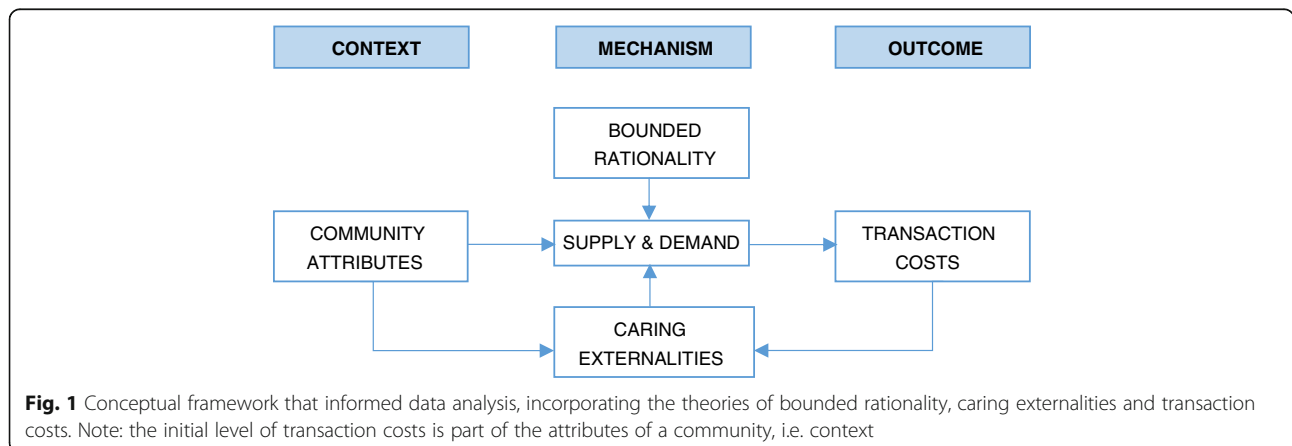 CONTEXT MECHANISM OUTCOME
BOUNDED
RATIONALITY
COMMUNITY
ATTRIBUTES
SUPPLY & DEMAND
TRANSACTION
COSTS
CARING
EXTERNALITIES
Fig. 1 Conceptual framework that informed data analysis, incorporating the theories of bounded rationality, caring externalities and transaction
costs. Note: the initial level of transaction costs is part of the attributes of a community, i.e. context